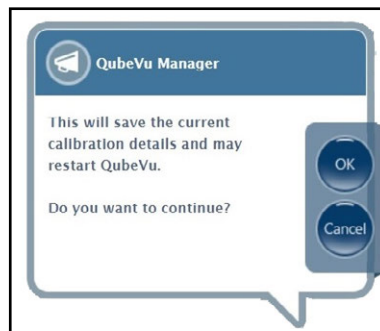 QubeVu Manager
This will save the current
calibration details and may
restart QubeVu.
Do you want to continue?
OK
Cancel